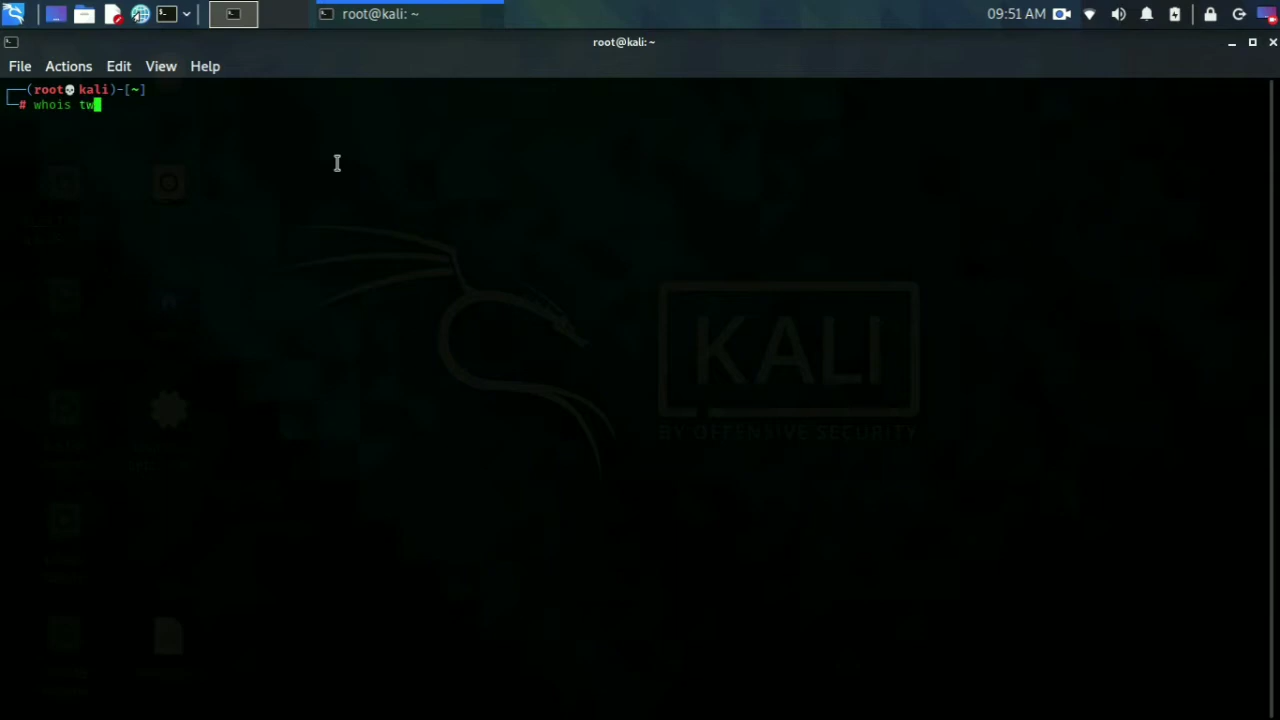 root@kali: ~
09:51 AM
root@kali:~
File Actions Edit View Help
┌──(root💀kali)-[~]
└─# whois tw
KALI
BY OFFENSIVE SECURITY